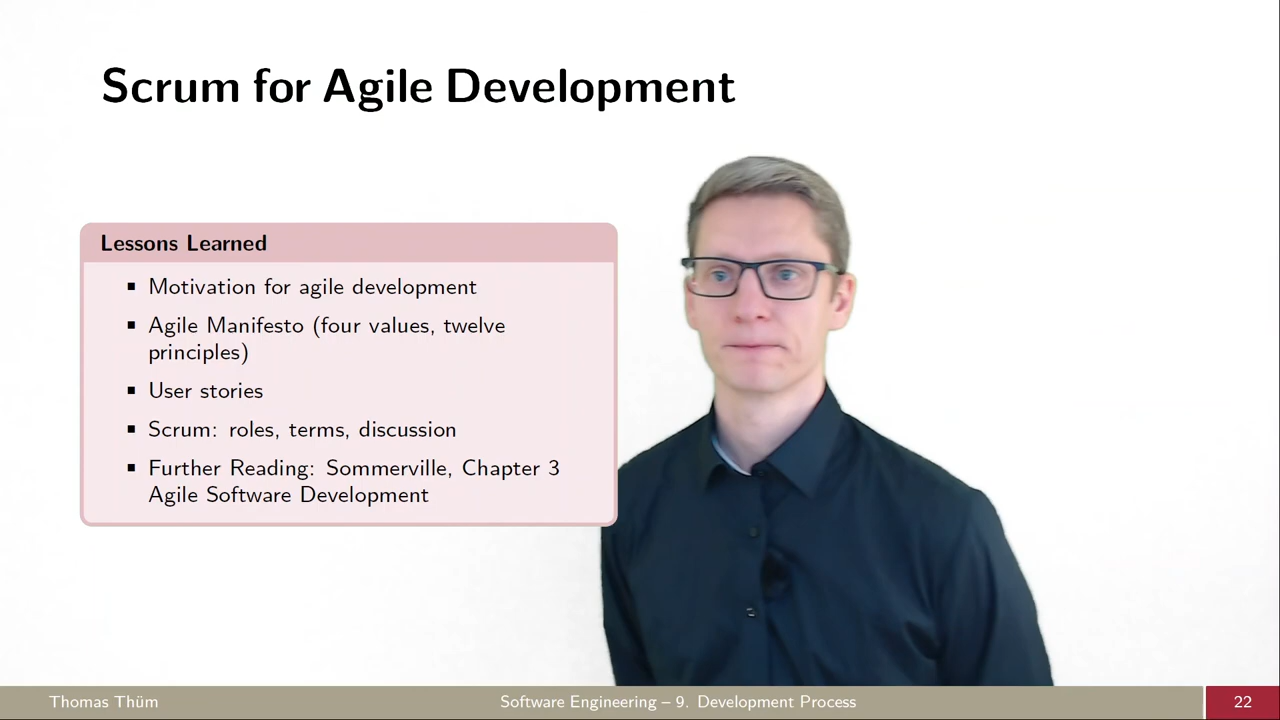 Scrum for Agile Development
Lessons Learned
▪ Motivation for agile development
▪ Agile Manifesto (four values, twelve
principles)
▪ User stories
▪ Scrum: roles, terms, discussion
▪ Further Reading: Sommerville, Chapter 3
Agile Software Development
Thomas Thüm
Software Engineering – 9. Development Process
22